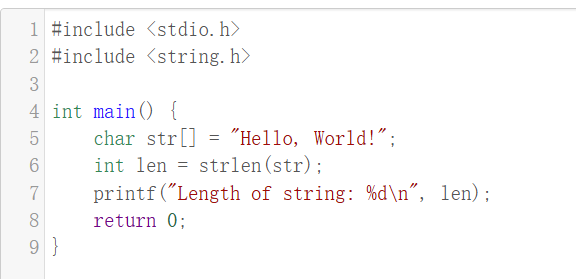 1 #include <stdio.h>
2 #include <string.h>
3
4 int main() {
5     char str[] = "Hello, World!";
6     int len = strlen(str);
7     printf("Length of string: %d\n", len);
8     return 0;
9 }